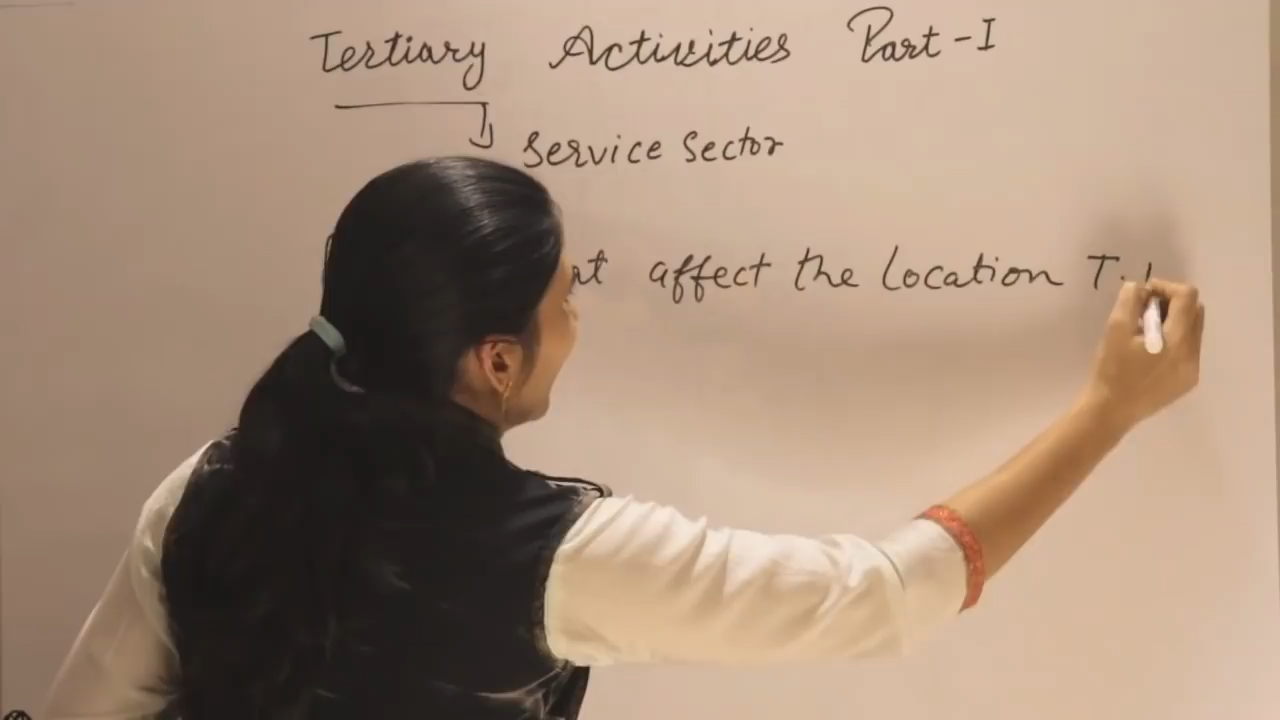 Tertiary Activities Part-I
Service Sector
affect the Location